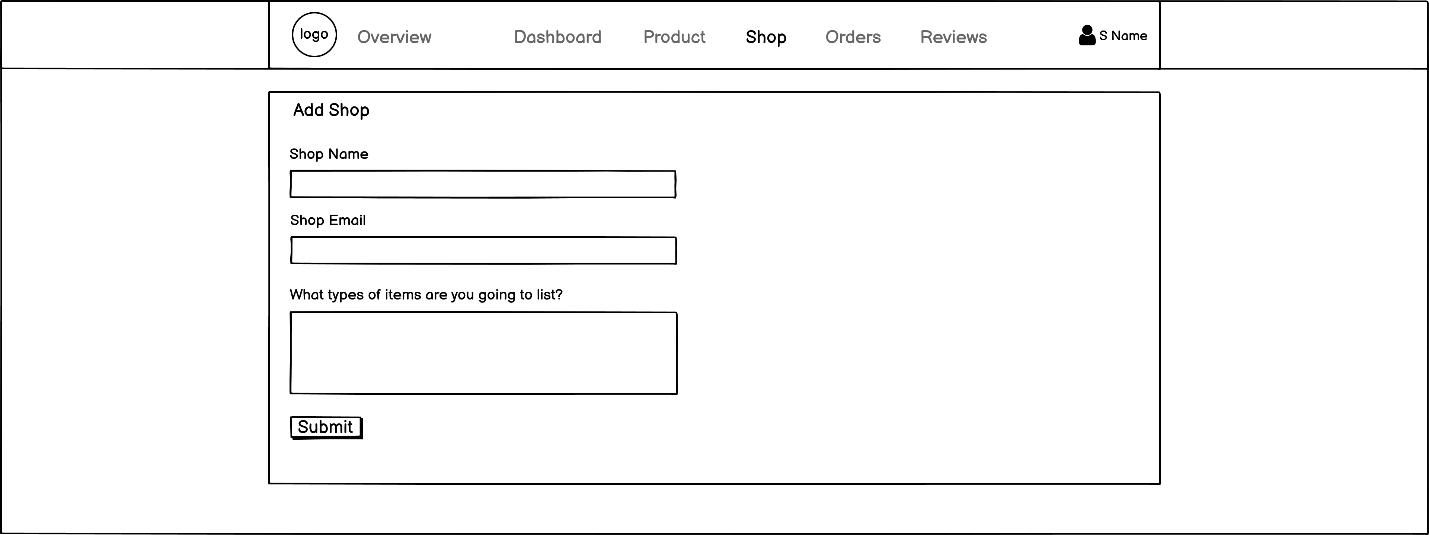 logo Overview Dashboard Product Shop Orders Reviews S Name
Add Shop
Shop Name
Shop Email
What types of items are you going to list?
Submit